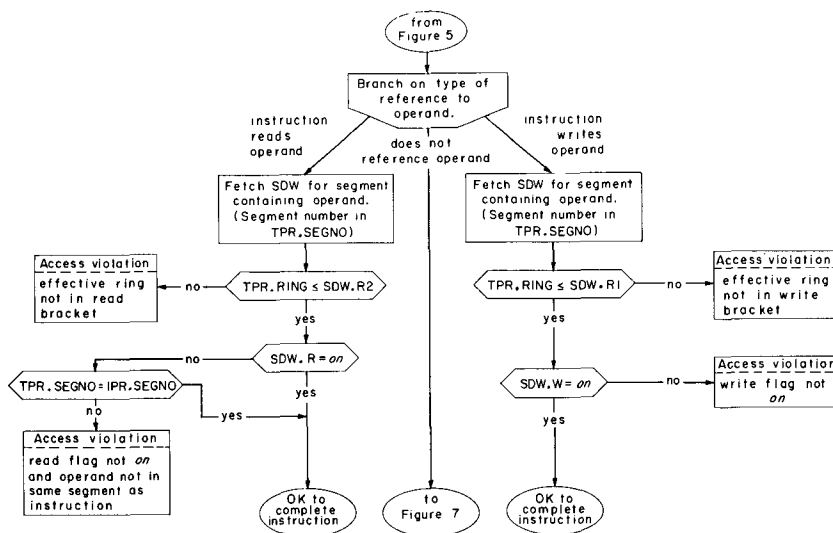 from
Figure 5
Branch on type of
reference to
operand.
instruction
reads
operand
does not
reference operand
instruction
writes
operand
Fetch SDW for segment
containing operand.
(Segment number in
TPR.SEGNO)
Fetch SDW for segment
containing operand.
(Segment number in
TPR.SEGNO)
Access violation
effective ring
not in read
bracket
no
TPR.RING ≤ SDW.R2
yes
TPR.RING ≤ SDW.R1
no
yes
Access violation
effective ring
not in write
bracket
no
SDW.R=on
yes
TPR.SEGNO=IPR.SEGNO
yes
no
SDW.W=on
no
yes
Access violation
write flag not
on
Access violation
read flag not on
and operand not in
same segment as
instruction
OK to
complete
instruction
to
Figure 7
OK to
complete
instruction